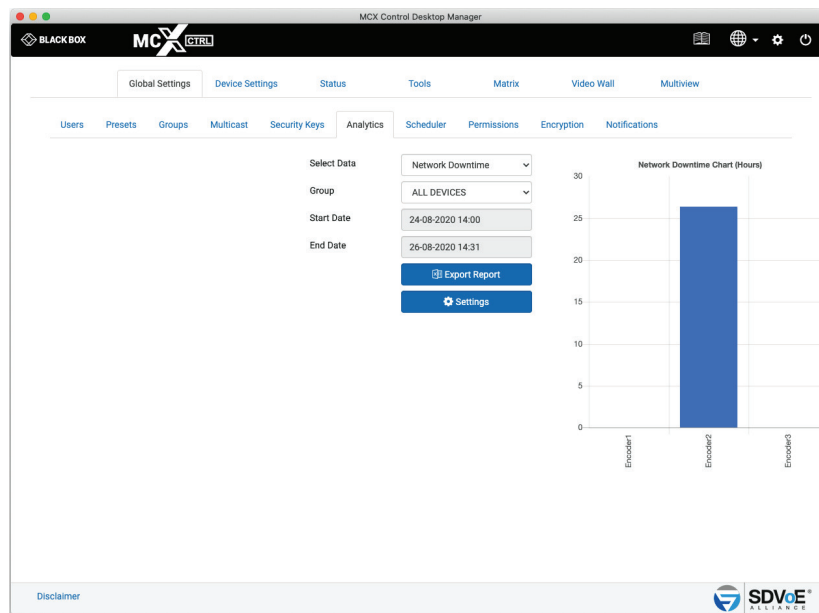 MCX Control Desktop Manager
BLACK BOX MCX CTRL
Global Settings Device Settings Status Tools Matrix Video Wall Multiview
Users Presets Groups Multicast Security Keys Analytics Scheduler Permissions Encryption Notifications
Select Data Network Downtime
Group ALL DEVICES
Start Date 24-08-2020 14:00
End Date 26-08-2020 14:31
Export Report
Settings
Network Downtime Chart (Hours)
30
25
20
15
10
5
0
Encoder1 Encoder2 Encoder3
Disclaimer
SDVoE®
ALLIANCE